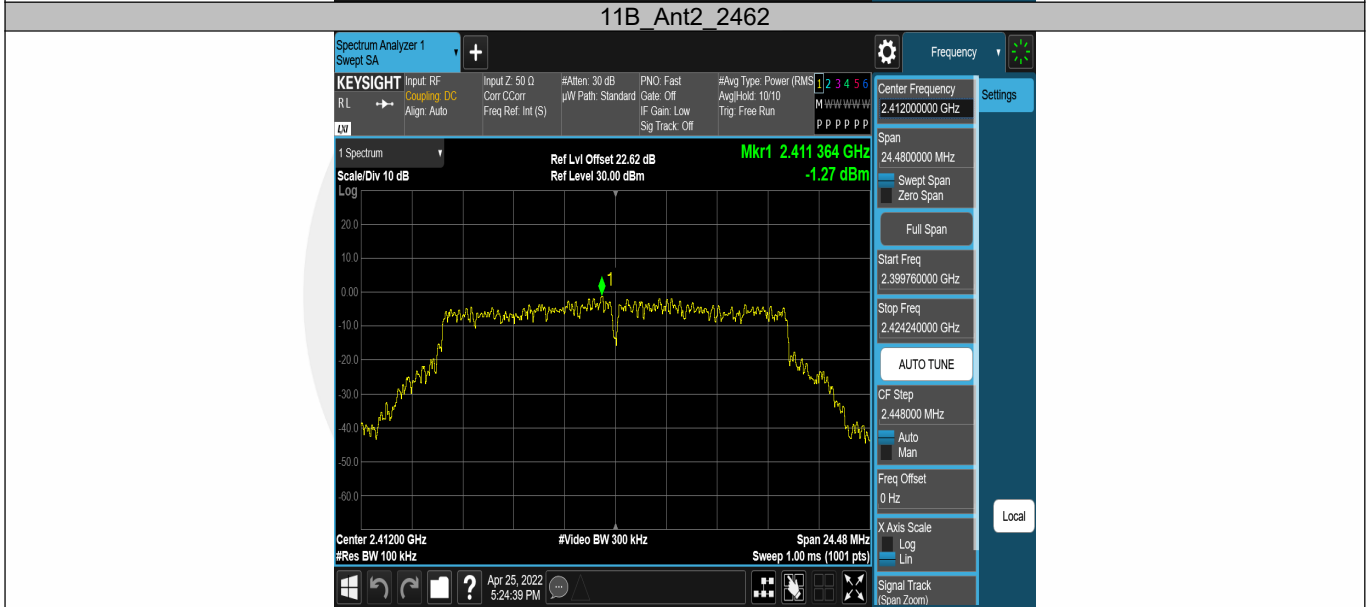 11B_Ant2_2462
Spectrum Analyzer 1
Swept SA
+
Frequency
KEYSIGHT
R L
LXI
Input: RF
Coupling: DC
Align: Auto
Input Z: 50 Ω
Corr CCorr
Freq Ref: Int (S)
#Atten: 30 dB
µW Path: Standard
PNO: Fast
Gate: Off
IF Gain: Low
Sig Track: Off
#Avg Type: Power (RMS
Avg|Hold: 10/10
Trig: Free Run
1 2 3 4 5 6
M W W W W W
P P P P P P
1 Spectrum
Scale/Div 10 dB
Log
Ref Lvl Offset 22.62 dB
Ref Level 30.00 dBm
Mkr1 2.411 364 GHz
-1.27 dBm
20.0
10.0
0.00
-10.0
-20.0
-30.0
-40.0
-50.0
-60.0
1
Center 2.41200 GHz
#Res BW 100 kHz
#Video BW 300 kHz
Span 24.48 MHz
Sweep 1.00 ms (1001 pts)
Center Frequency
2.412000000 GHz
Settings
Span
24.4800000 MHz
Swept Span
Zero Span
Full Span
Start Freq
2.399760000 GHz
Stop Freq
2.424240000 GHz
AUTO TUNE
CF Step
2.448000 MHz
Auto
Man
Freq Offset
0 Hz
X Axis Scale
Log
Lin
Local
Signal Track
(Span Zoom)
?
Apr 25, 2022
5:24:39 PM